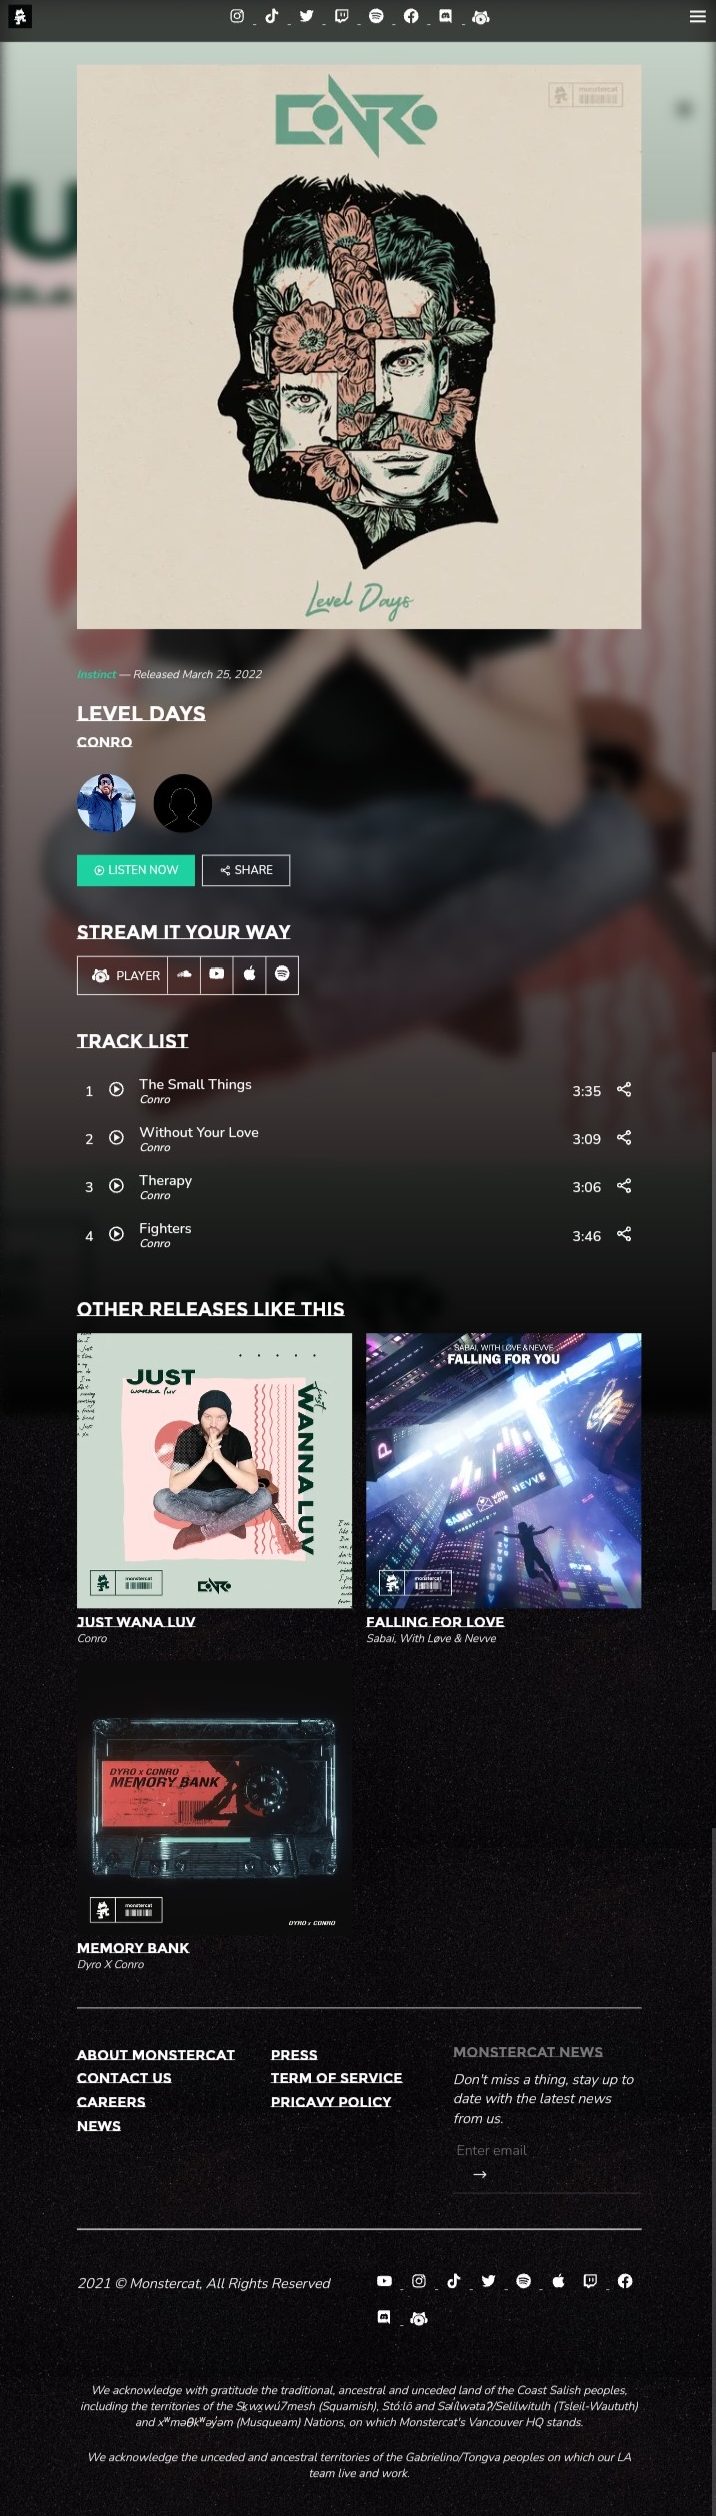 CONRO
monstercat
Level Days
Instinct — Released March 25, 2022
LEVEL DAYS
CONRO
LISTEN NOW
SHARE
STREAM IT YOUR WAY
PLAYER
TRACK LIST
1 The Small Things 3:35
Conro
2 Without Your Love 3:09
Conro
3 Therapy 3:06
Conro
4 Fighters 3:46
Conro
OTHER RELEASES LIKE THIS
JUST
wanna luv
just
WANNA LUV
monstercat
CONRO
JUST WANA LUV
Conro
SABAI, WITH LØVE & NEVVE
FALLING FOR YOU
SABAI
with Løve
NEVVE
monstercat
FALLING FOR LOVE
Sabai, With Løve & Nevve
DYRO x CONRO
MEMORY BANK
monstercat
DYRO x CONRO
MEMORY BANK
Dyro X Conro
ABOUT MONSTERCAT
CONTACT US
CAREERS
NEWS
PRESS
TERM OF SERVICE
PRICAVY POLICY
MONSTERCAT NEWS
Don't miss a thing, stay up to
date with the latest news
from us.
Enter email
→
2021 © Monstercat, All Rights Reserved
We acknowledge with gratitude the traditional, ancestral and unceded land of the Coast Salish peoples,
including the territories of the Sḵwx̱wú7mesh (Squamish), Stó:lō and Səl̓ílwətaʔ/Selilwitulh (Tsleil-Waututh)
and xʷməθkʷəy̓əm (Musqueam) Nations, on which Monstercat's Vancouver HQ stands.
We acknowledge the unceded and ancestral territories of the Gabrielino/Tongva peoples on which our LA
team live and work.